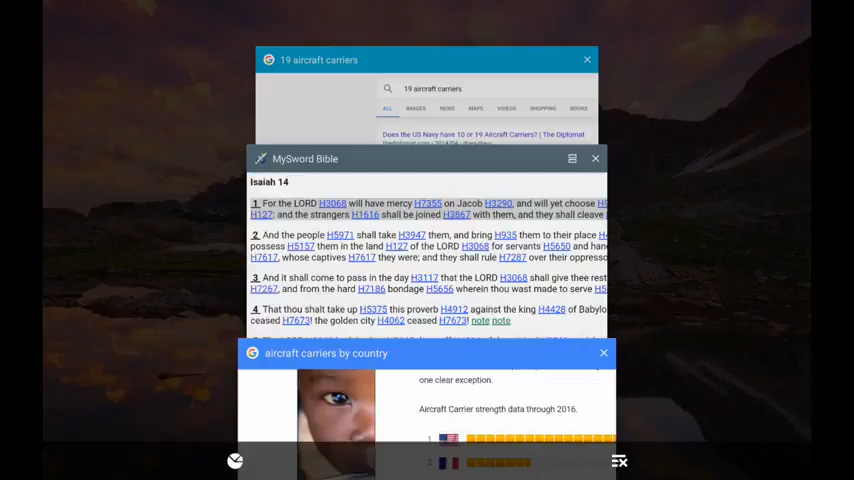 19 aircraft carriers
19 aircraft carriers
ALL IMAGES NEWS MAPS VIDEOS SHOPPING BOOKS
Does the US Navy have 10 or 19 Aircraft Carriers? | The Diplomat
MySword Bible
Isaiah 14
1 For the LORD H3068 will have mercy H7355 on Jacob H3290, and will yet choose
H127: and the strangers H1616 shall be joined H3867 with them, and they shall cleave
2 And the people H5971 shall take H3947 them, and bring H935 them to their place
possess H5157 them in the land H127 of the LORD H3068 for servants H5650 and
H7617, whose captives H7617 they were; and they shall rule H7287 over their
3 And it shall come to pass in the day H3117 that the LORD H3068 shall give thee rest
H7267, and from the hard H7186 bondage H5656 wherein thou wast made to serve
4 That thou shalt take up H5375 this proverb H4912 against the king H4428 of
ceased H7673! the golden city H4062 ceased H7673! note note
aircraft carriers by country
one clear exception.
Aircraft Carrier strength data through 2016.
1
2